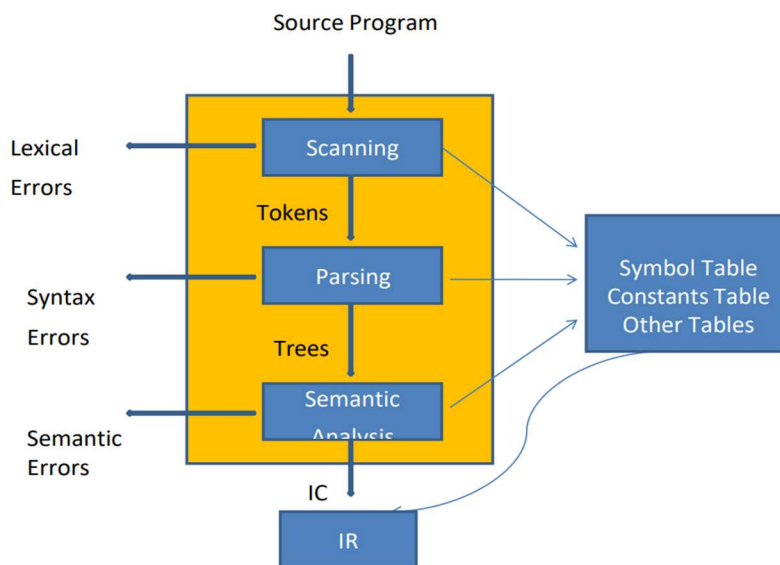 Source Program
Lexical
Errors
Scanning
Tokens
Syntax
Errors
Parsing
Symbol Table
Constants Table
Other Tables
Trees
Semantic
Errors
Semantic
Analysis
IC
IR